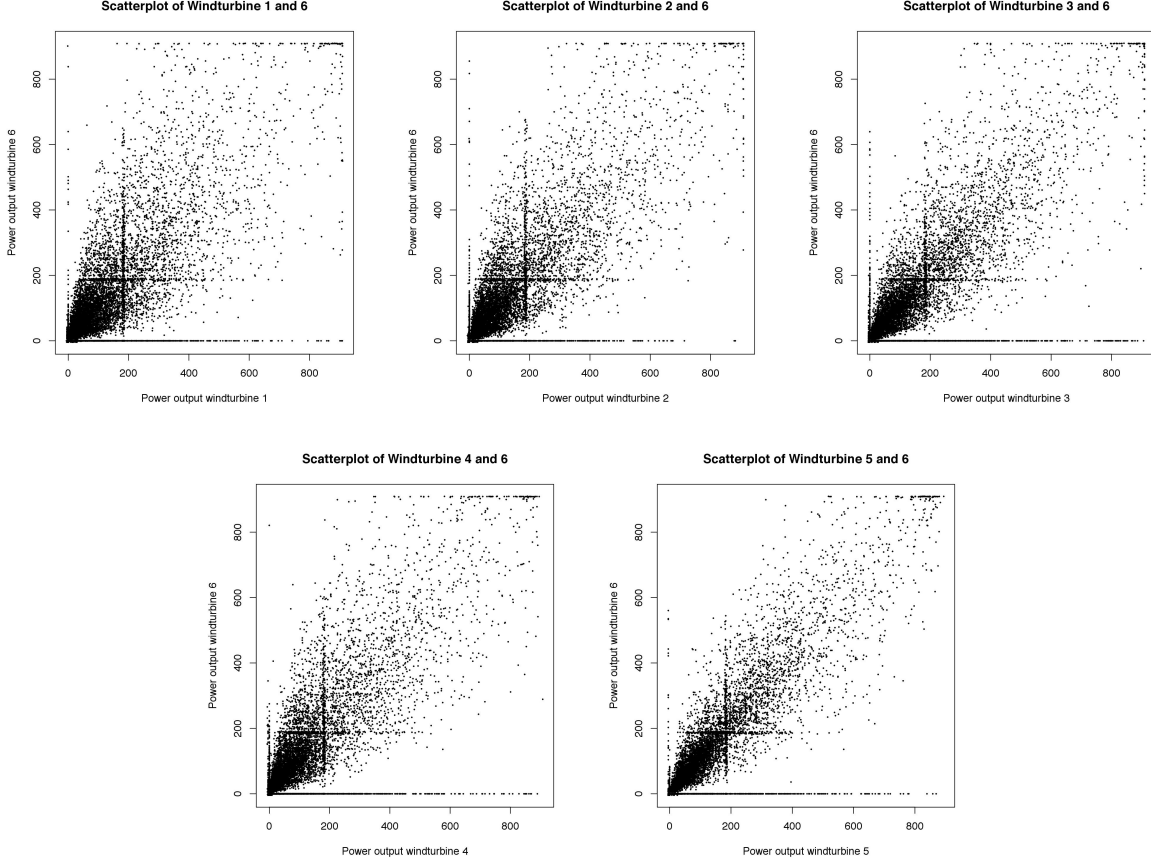 Scatterplot of Windturbine 1 and 6
Power output windturbine 6
800
600
400
200
0
0 200 400 600 800
Power output windturbine 1
Scatterplot of Windturbine 2 and 6
Power output windturbine 6
800
600
400
200
0
0 200 400 600 800
Power output windturbine 2
Scatterplot of Windturbine 3 and 6
Power output windturbine 6
800
600
400
200
0
0 200 400 600 800
Power output windturbine 3
Scatterplot of Windturbine 4 and 6
Power output windturbine 6
800
600
400
200
0
0 200 400 600 800
Power output windturbine 4
Scatterplot of Windturbine 5 and 6
Power output windturbine 6
800
600
400
200
0
0 200 400 600 800
Power output windturbine 5